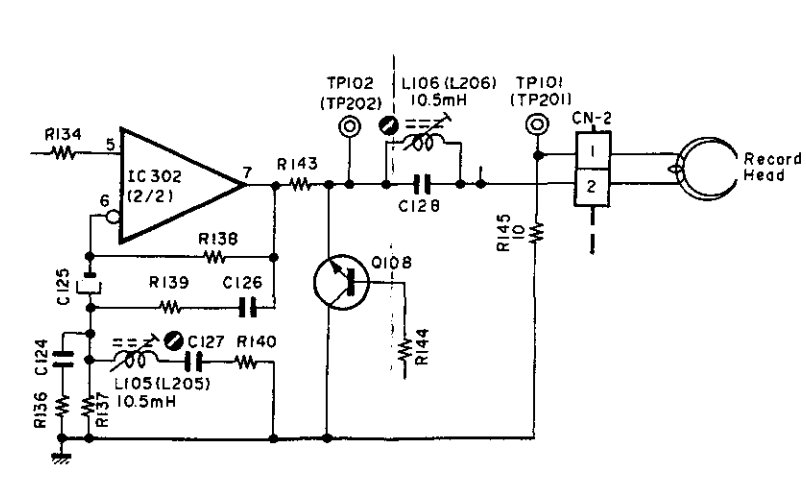 TP102
(TP202)
L106 (L206)
10.5mH
TP101
(TP201)
CN-2
R134
5
IC302
(2/2)
7
R143
1
2
Record
Head
C128
6
R138
R145
10
C125
R139
C126
Q108
C124
C127
R140
R144
L105 (L205)
10.5mH
R136
R137